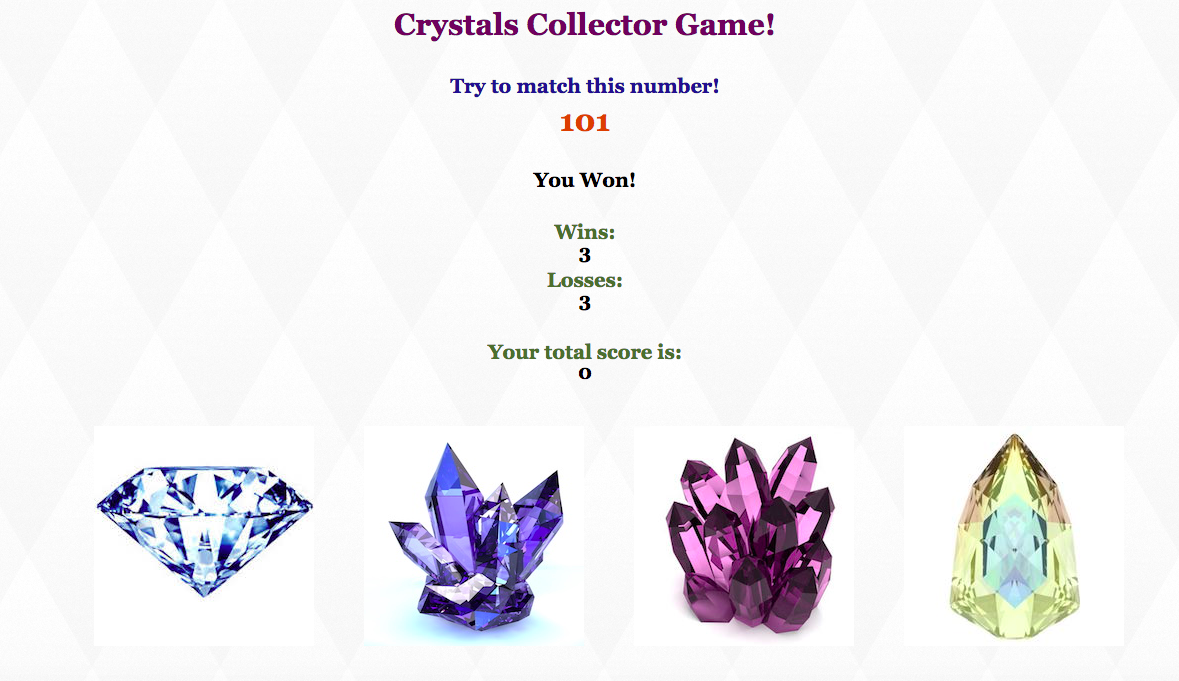 Crystals Collector Game!
Try to match this number!
101
You Won!
Wins:
3
Losses:
3
Your total score is:
0